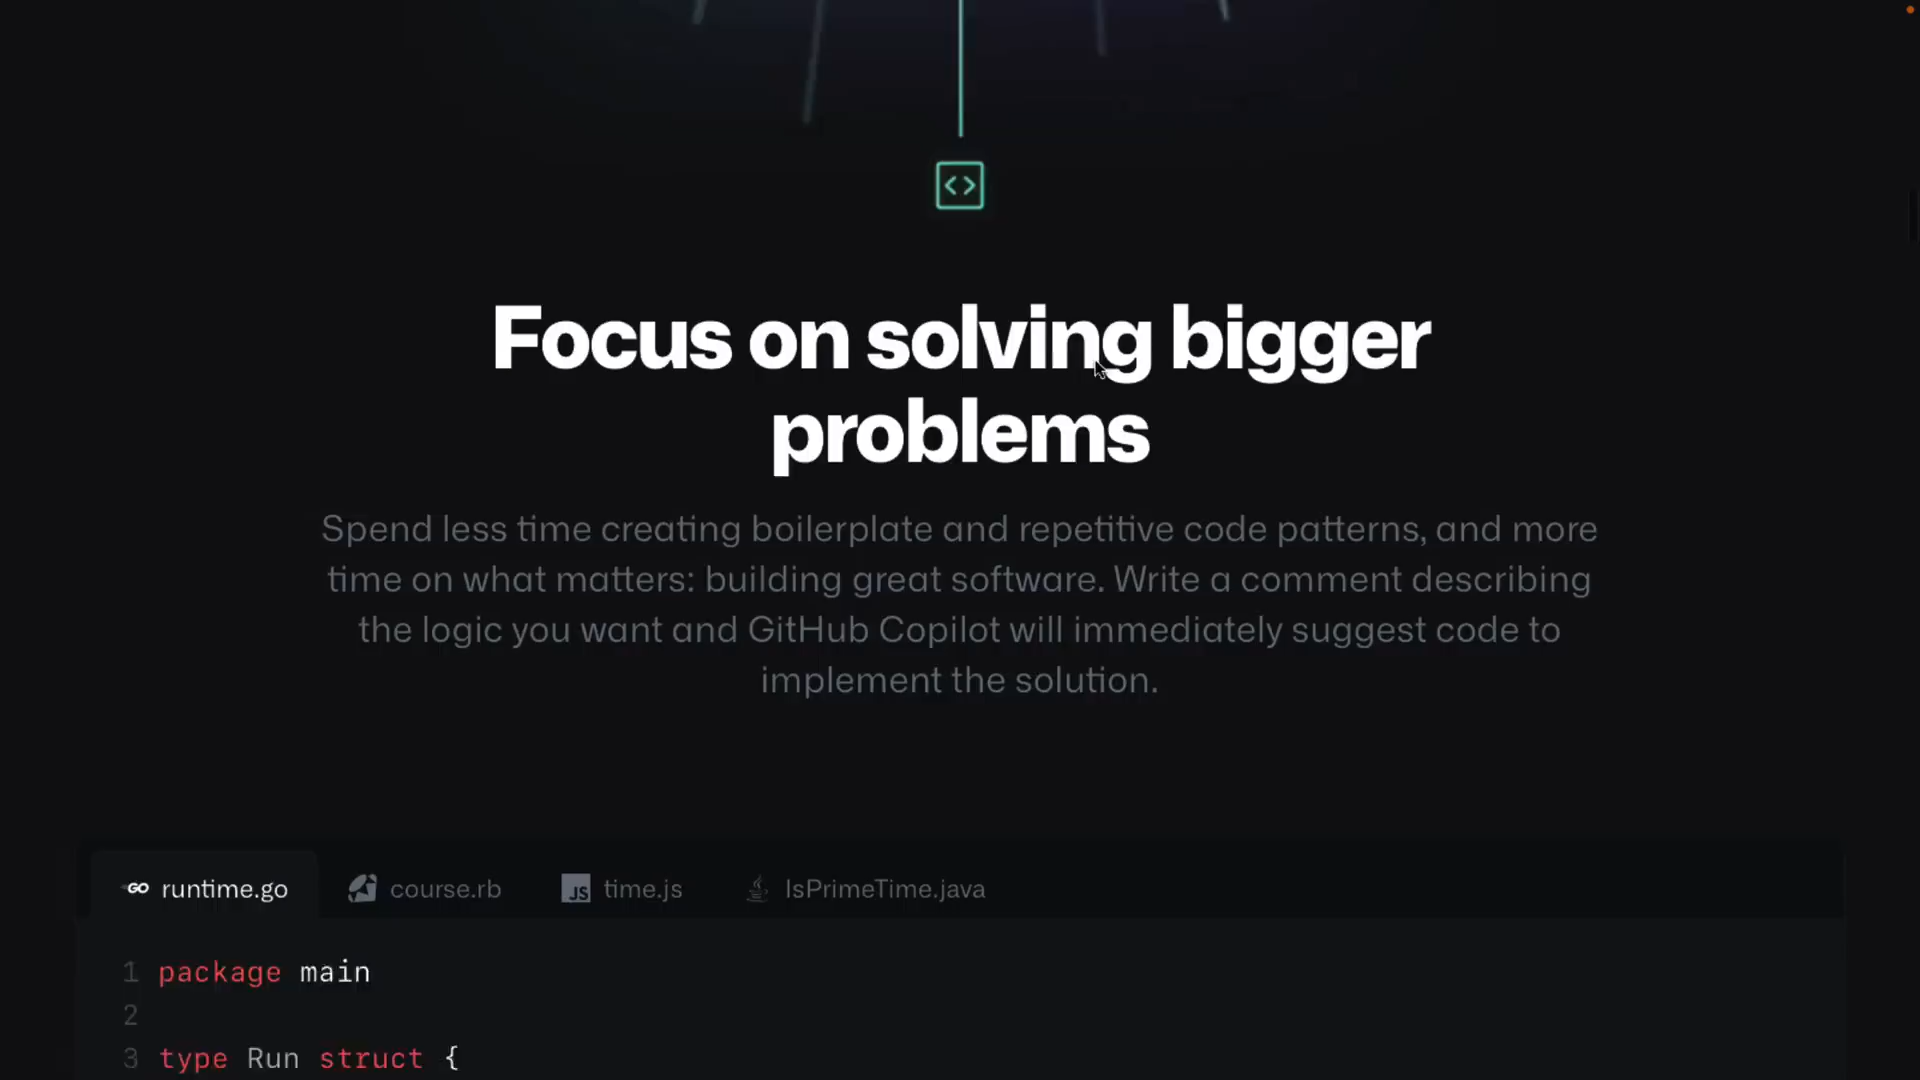 <>
Focus on solving bigger
problems
Spend less time creating boilerplate and repetitive code patterns, and more
time on what matters: building great software. Write a comment describing
the logic you want and GitHub Copilot will immediately suggest code to
implement the solution.
GO runtime.go course.rb JS time.js IsPrimeTime.java
1 package main
2
3 type Run struct {